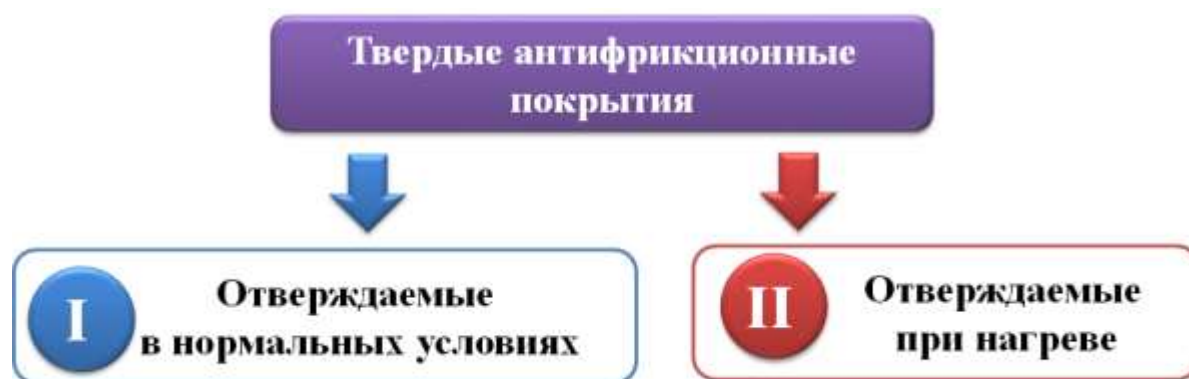 Твердые антифрикционные
покрытия
I
Отверждаемые
в нормальных условиях
II
Отверждаемые
при нагреве